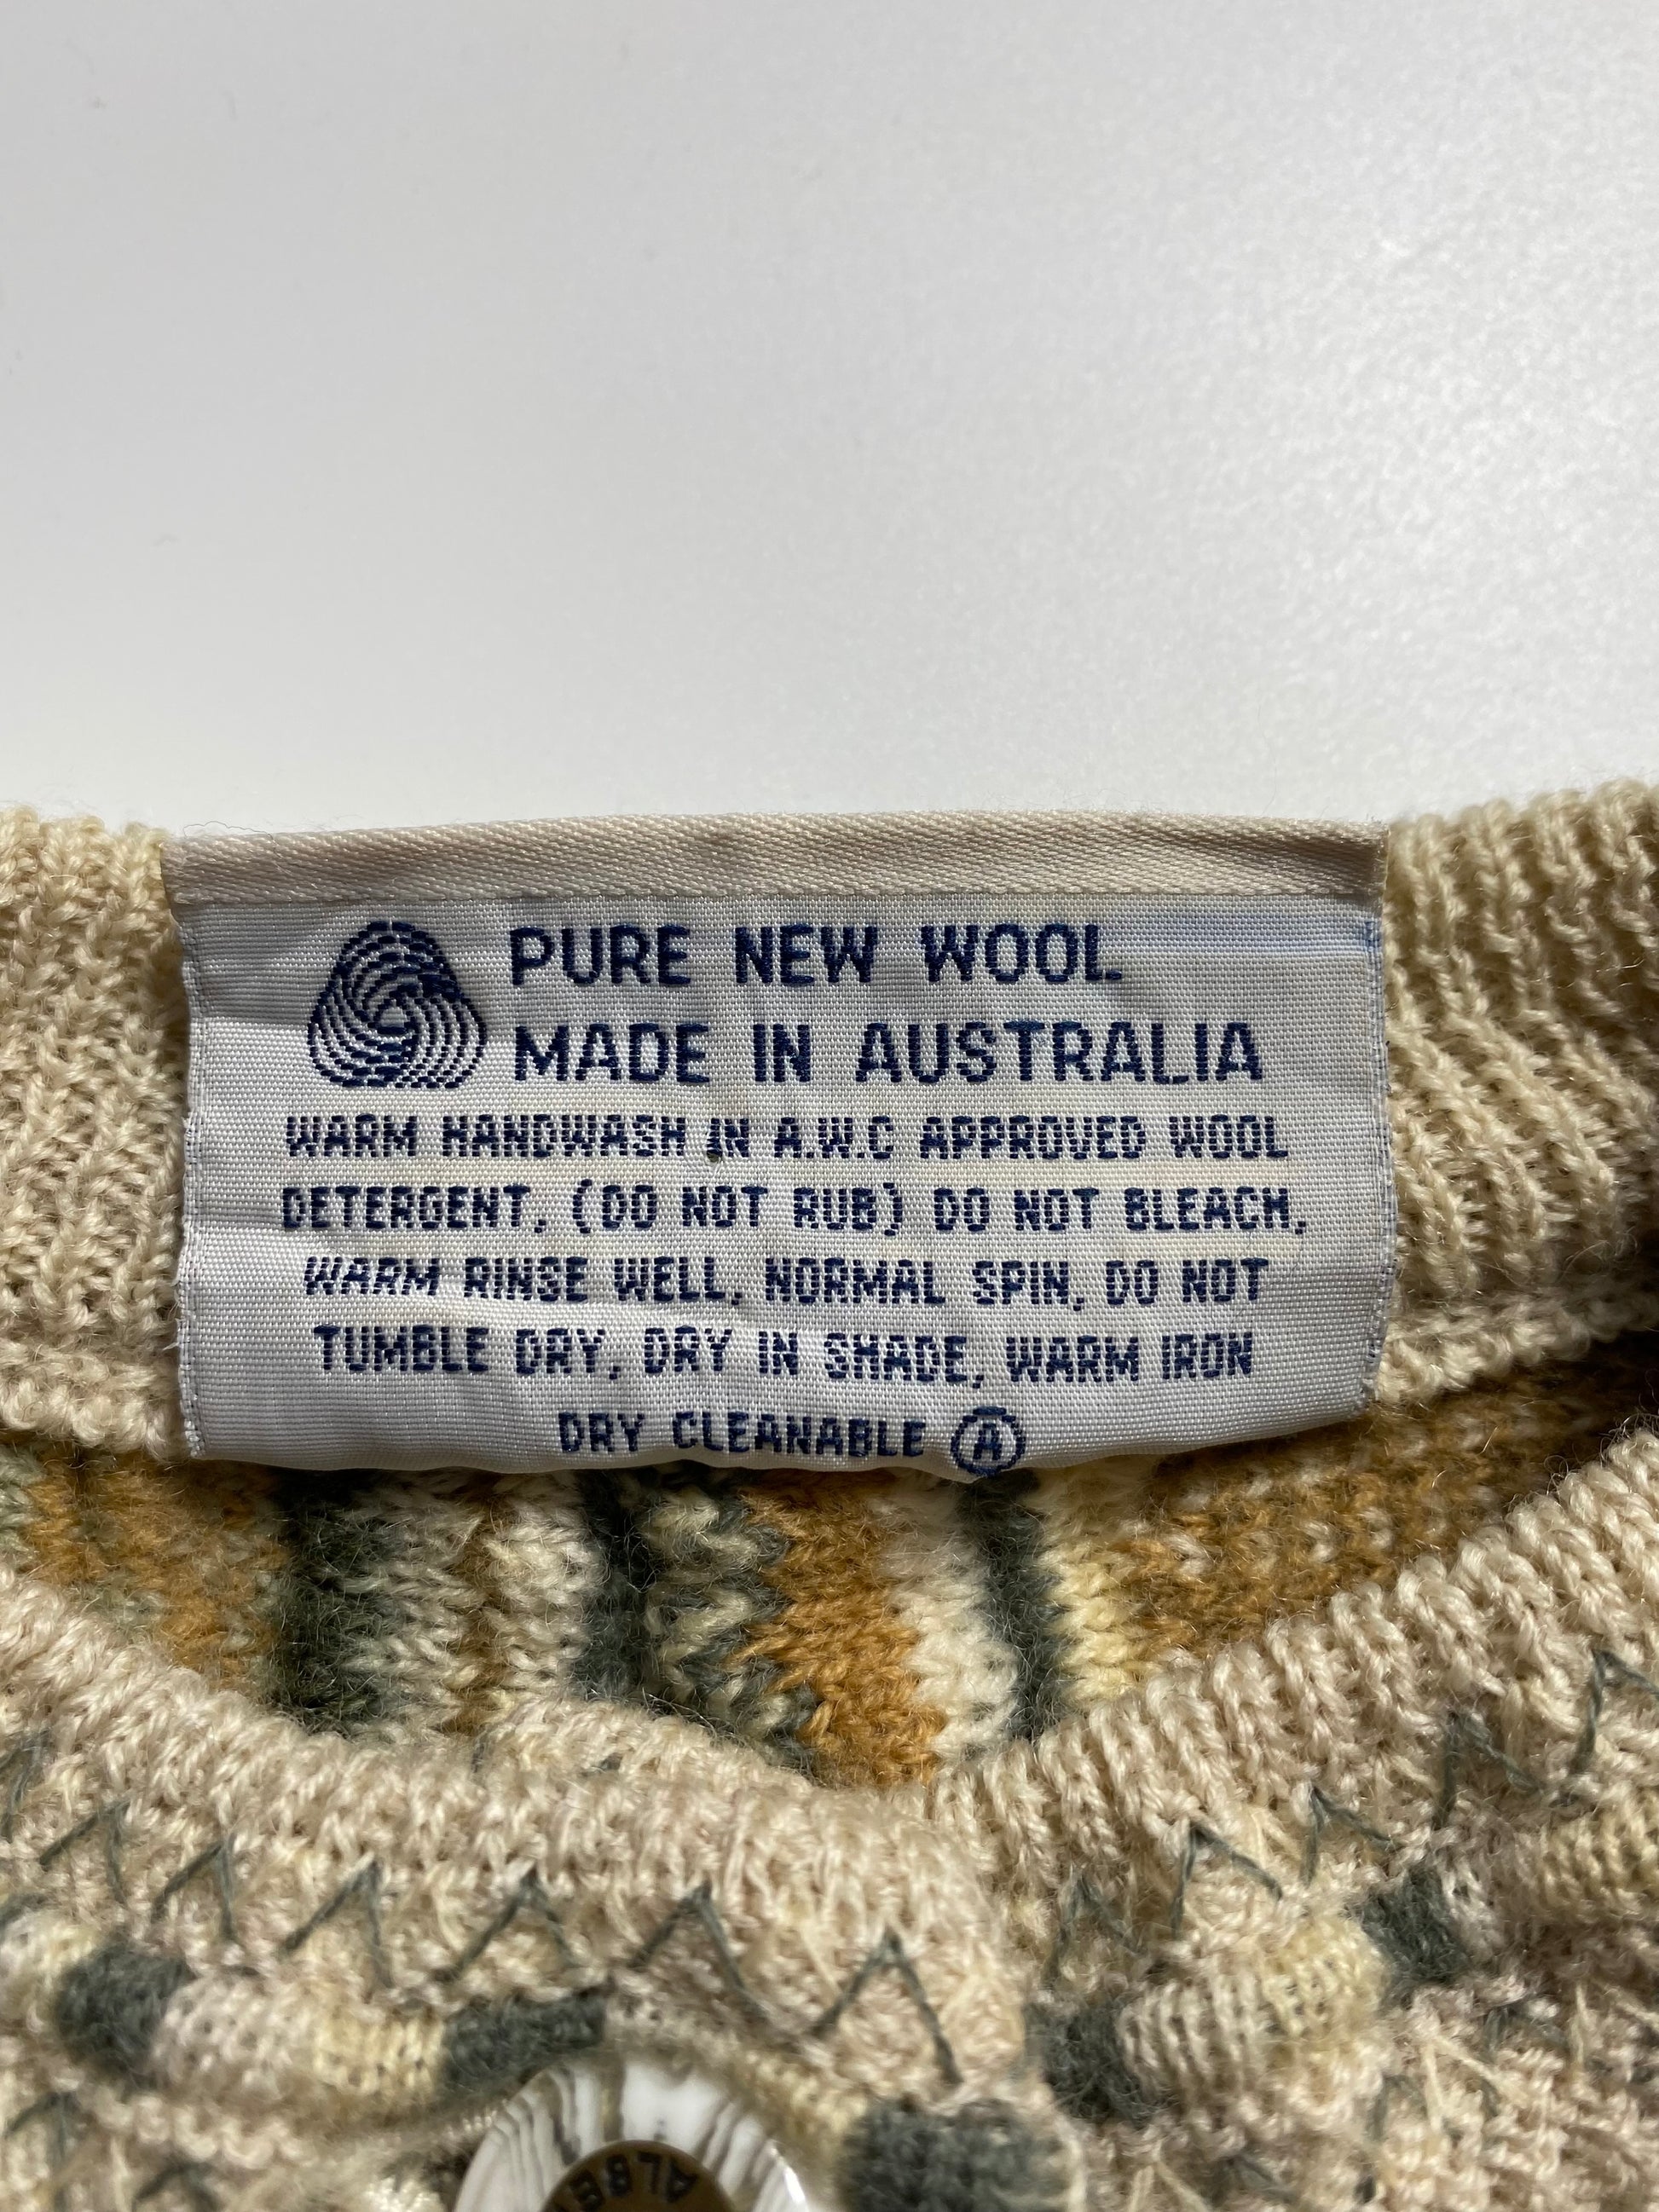 PURE NEW WOOL
MADE IN AUSTRALIA
WARM HANDWASH IN A.W.C APPROVED WOOL
DETERGENT, (DO NOT RUB) DO NOT BLEACH,
WARM RINSE WELL, NORMAL SPIN, DO NOT
TUMBLE DRY, DRY IN SHADE, WARM IRON
DRY CLEANABLE Ⓐ